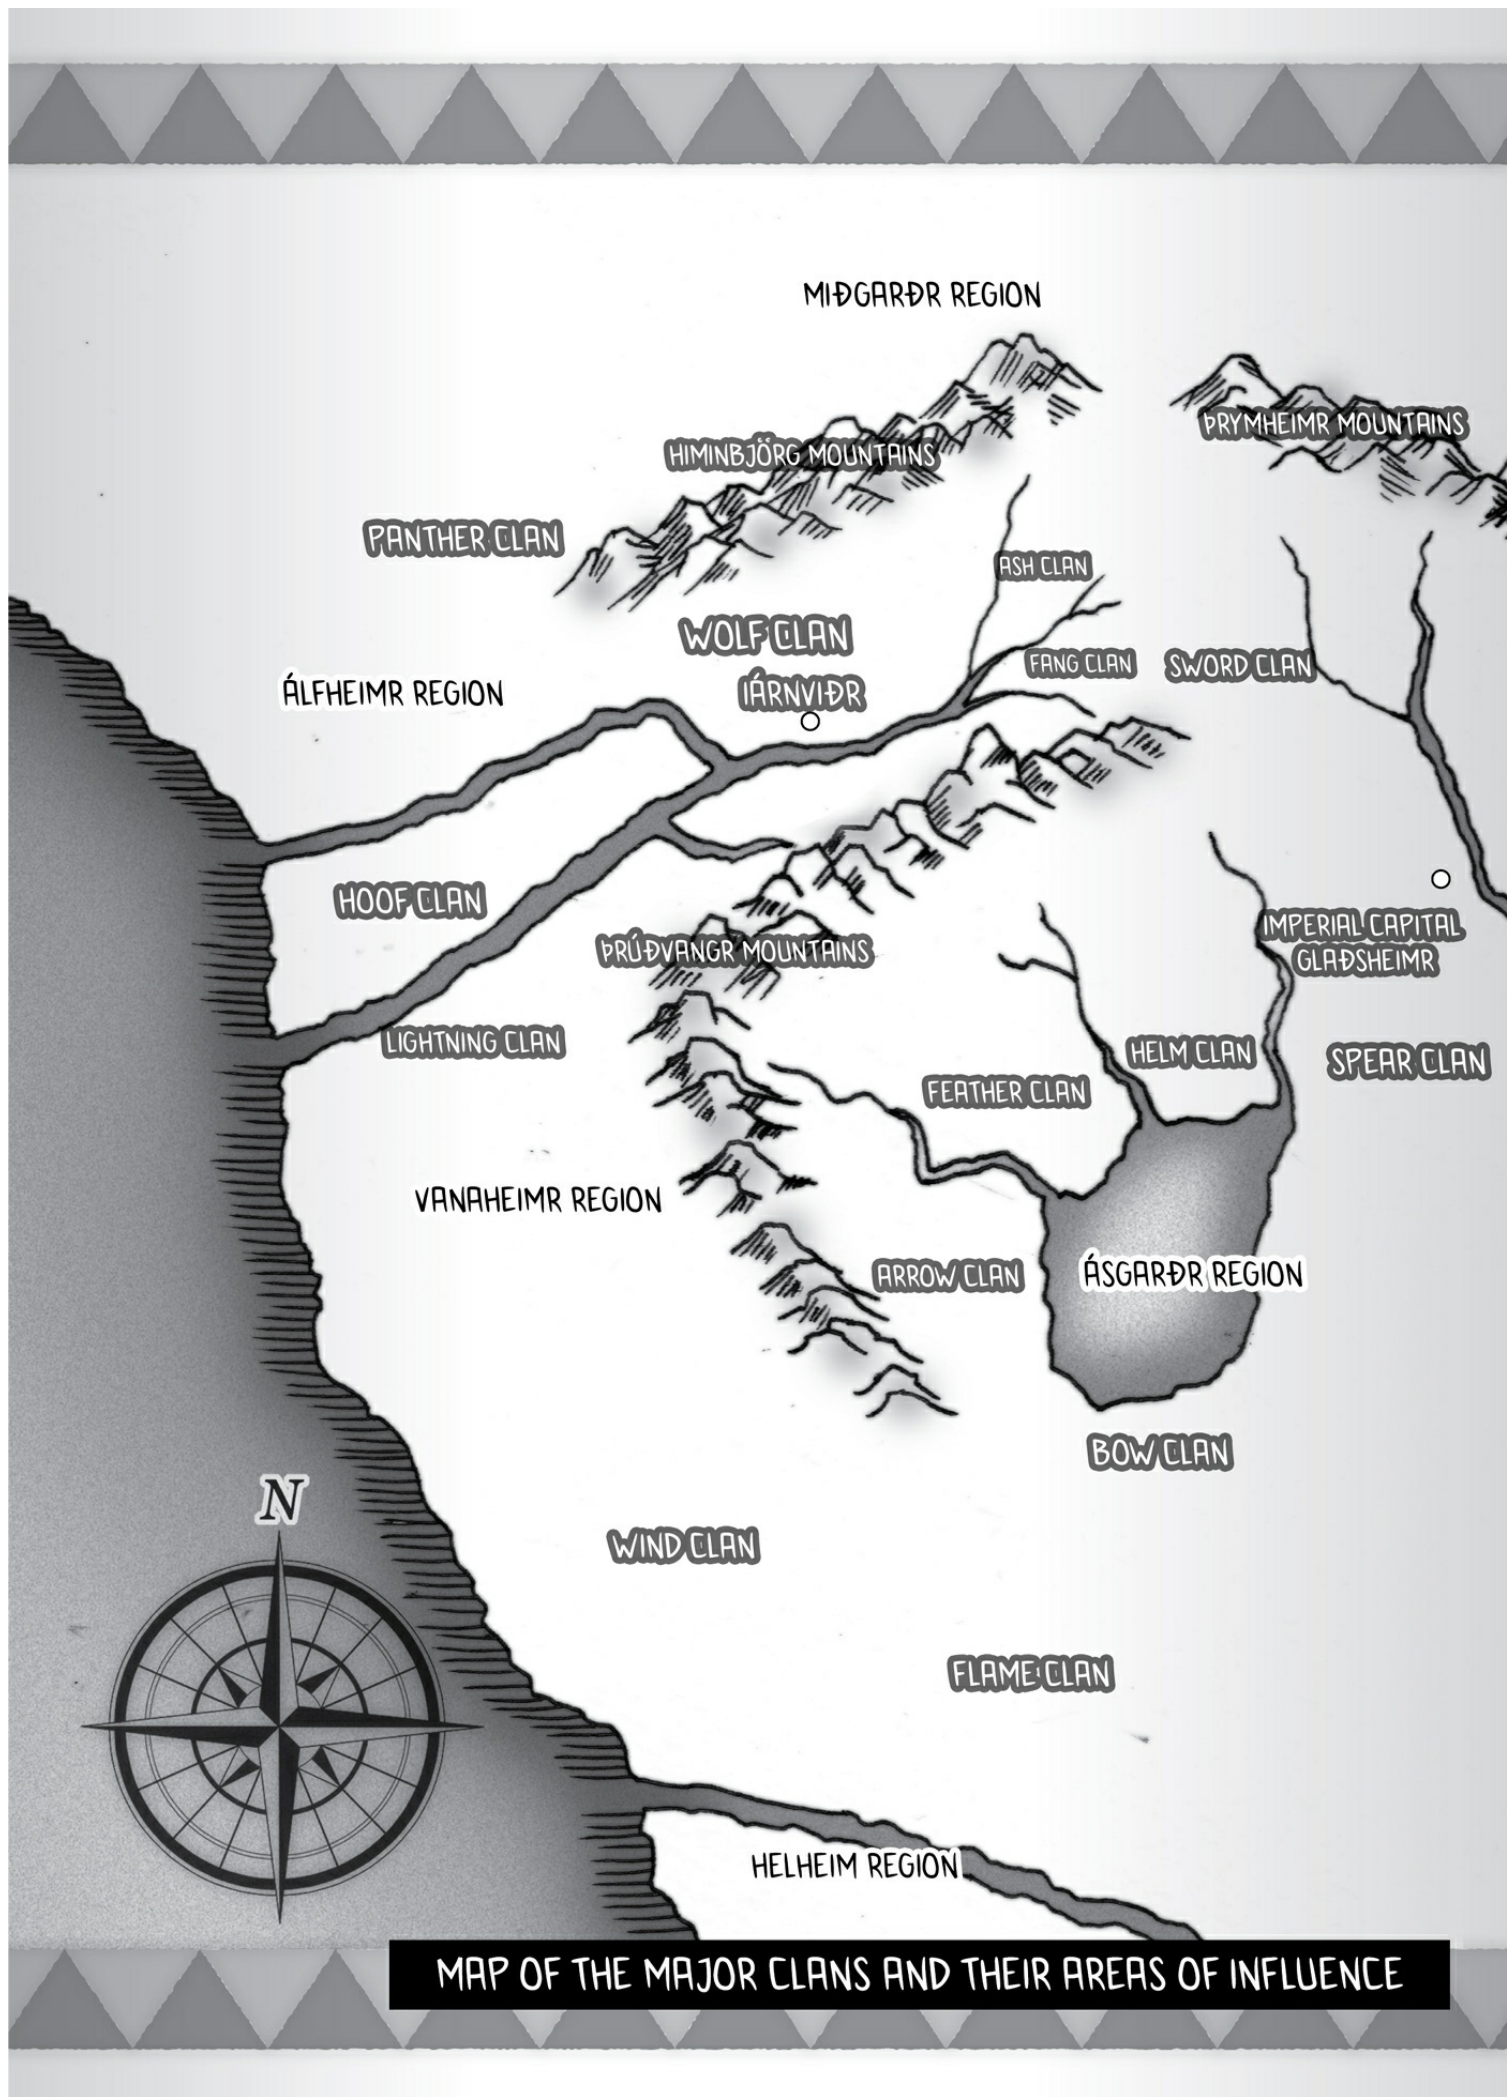 MIÐGARÐR REGION
ÞRYMHEIMR MOUNTAINS
HIMINBJÖRG MOUNTAINS
PANTHER CLAN
ASH CLAN
WOLF CLAN
FANG CLAN
SWORD CLAN
ÁLFHEIMR REGION
IÁRNVIÐR
HOOF CLAN
IMPERIAL CAPITAL
GLAÐSHEIMR
ÞRÚÐVANGR MOUNTAINS
LIGHTNING CLAN
HELM CLAN
SPEAR CLAN
FEATHER CLAN
VANAHEIMR REGION
ARROW CLAN
ÁSGARÐR REGION
BOW CLAN
N
WIND CLAN
FLAME CLAN
HELHEIM REGION
MAP OF THE MAJOR CLANS AND THEIR AREAS OF INFLUENCE